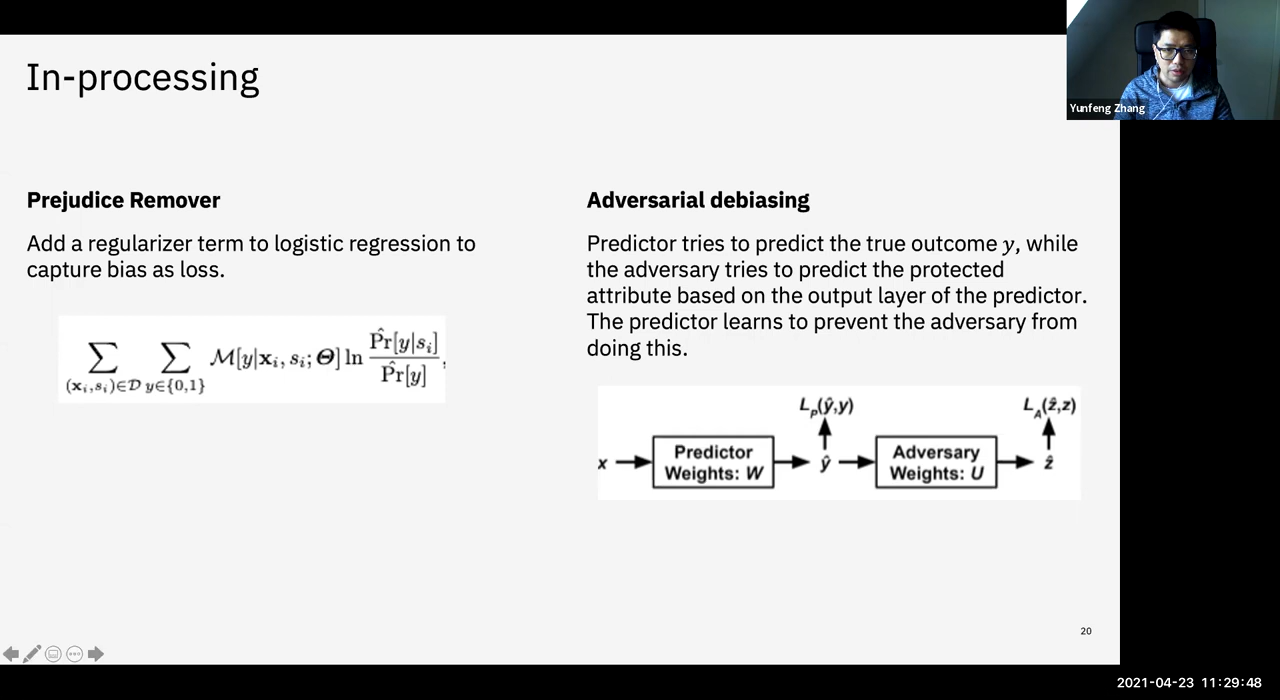 In-processing
Yunfeng Zhang
Prejudice Remover
Add a regularizer term to logistic regression to
capture bias as loss.
∑(𝐱ᵢ,sᵢ)∈𝒟 ∑y∈{0,1} ℳ[y|𝐱ᵢ, sᵢ; Θ] ln P̂r[y|sᵢ] / P̂r[y],
Adversarial debiasing
Predictor tries to predict the true outcome y, while
the adversary tries to predict the protected
attribute based on the output layer of the predictor.
The predictor learns to prevent the adversary from
doing this.
L_P(ŷ,y)
L_A(ẑ,z)
x
Predictor
Weights: W
ŷ
Adversary
Weights: U
ẑ
20
2021-04-23 11:29:48